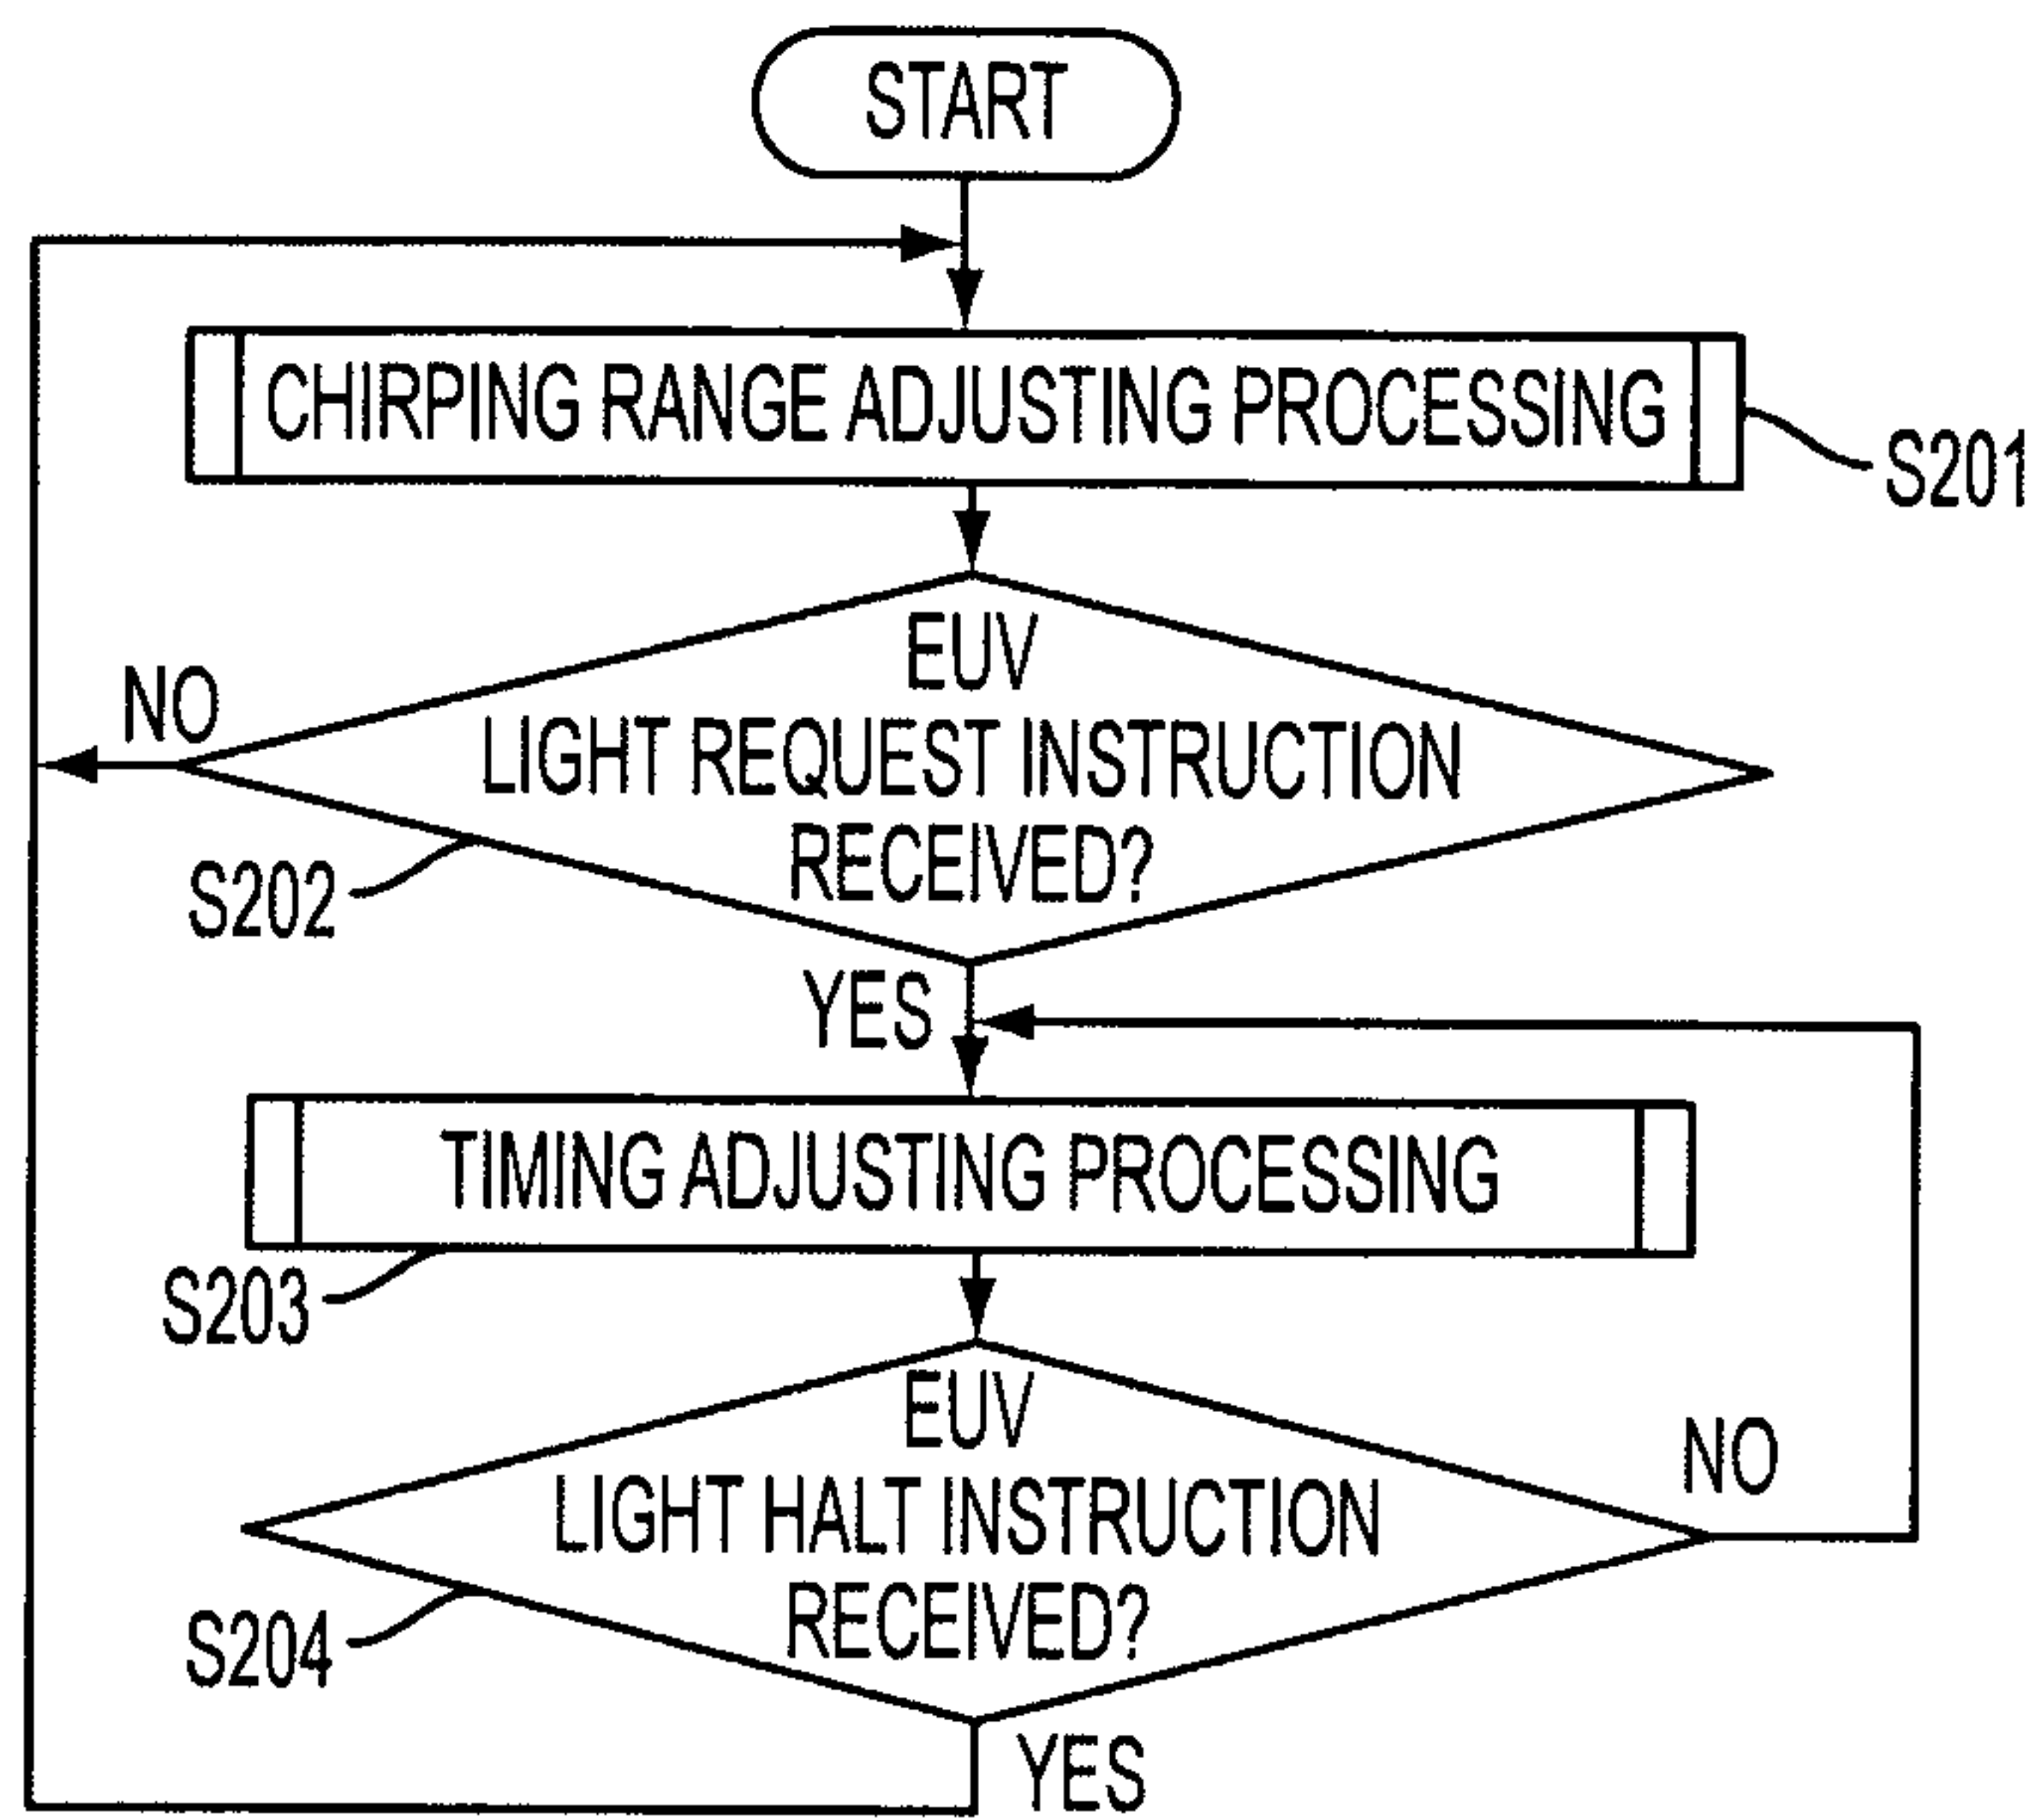 START
CHIRPING RANGE ADJUSTING PROCESSING
S201
EUV
LIGHT REQUEST INSTRUCTION
RECEIVED?
NO
S202
YES
TIMING ADJUSTING PROCESSING
S203
EUV
LIGHT HALT INSTRUCTION
RECEIVED?
NO
S204
YES